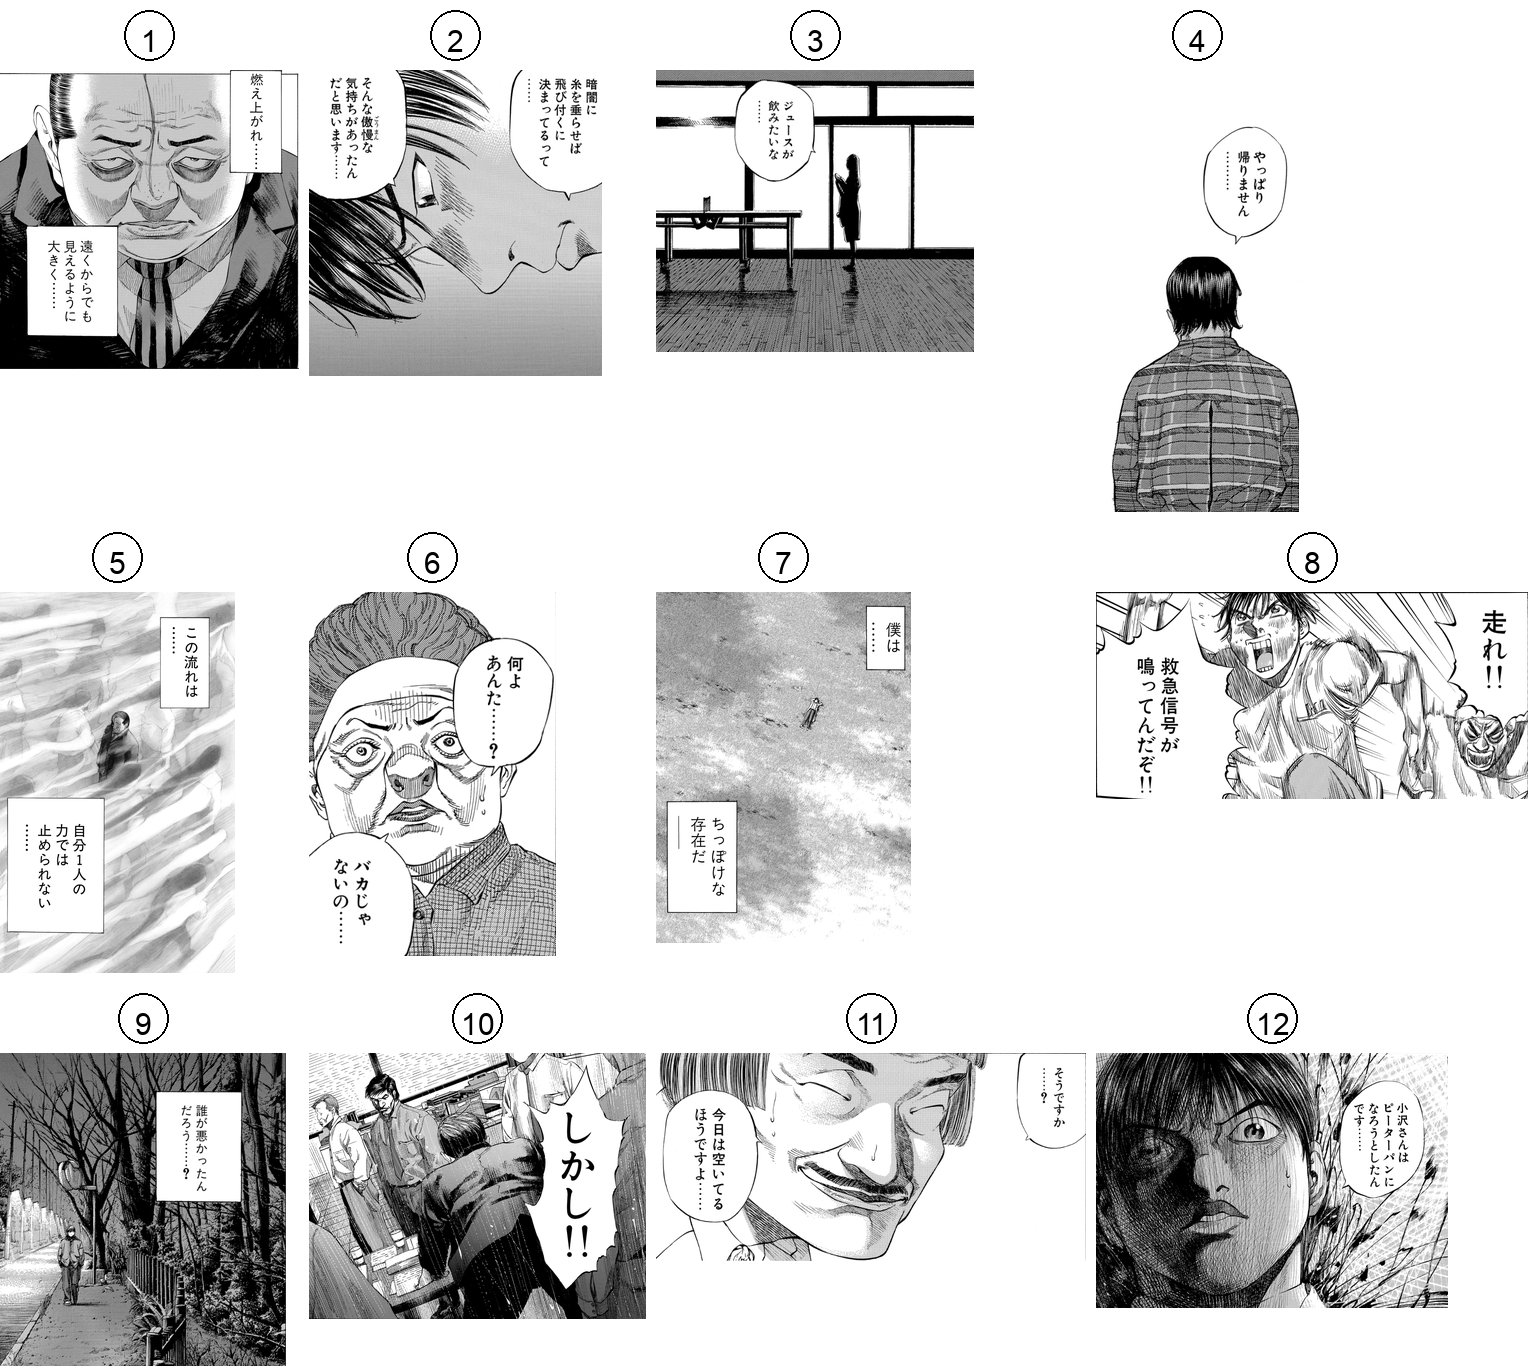 1
燃え上がれ……
遠くからでも
見えるように
大きく……
2
暗闇に
糸を垂らせば
飛び付くに
決まってるって
……
そんな傲慢な
気持ちがあったん
だと思います……
3
ジュースが
飲みたいな
……
4
やっぱり
帰りません
………
5
この流れは
……
自分1人の
力では
止められない
……
6
何よ
あんた……?
バカじゃ
ないの……
7
僕は
……
ちっぽけな
存在だ
──
8
走れ!!
救急信号が
鳴ってんだぞ!!
9
誰が悪かったん
だろう……?
10
しかし!!
11
そうですか
……?
今日は空いてる
ほうですよ……
12
小沢さんは
ピーターパンに
なろうとしたん
です……